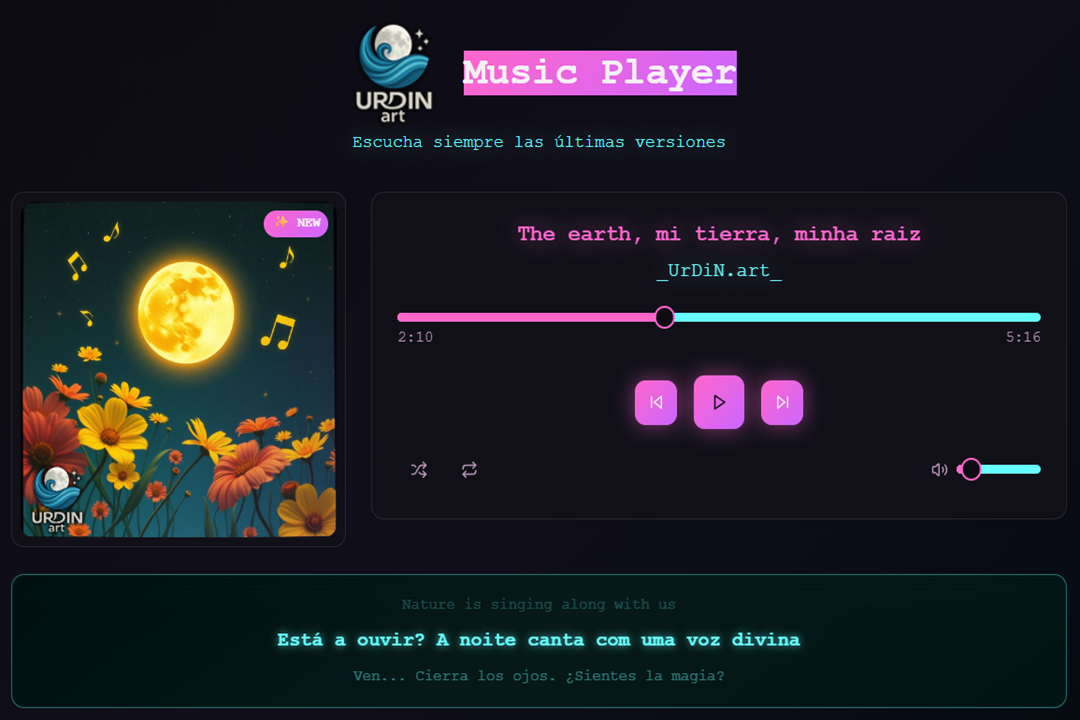 URDIN
art
Music Player
Escucha siempre las últimas versiones
✨ NEW
URDIN
art
The earth, mi tierra, minha raiz
_UrDiN.art_
2:10
5:16
Nature is singing along with us
Está a ouvir? A noite canta com uma voz divina
Ven... Cierra los ojos. ¿Sientes la magia?